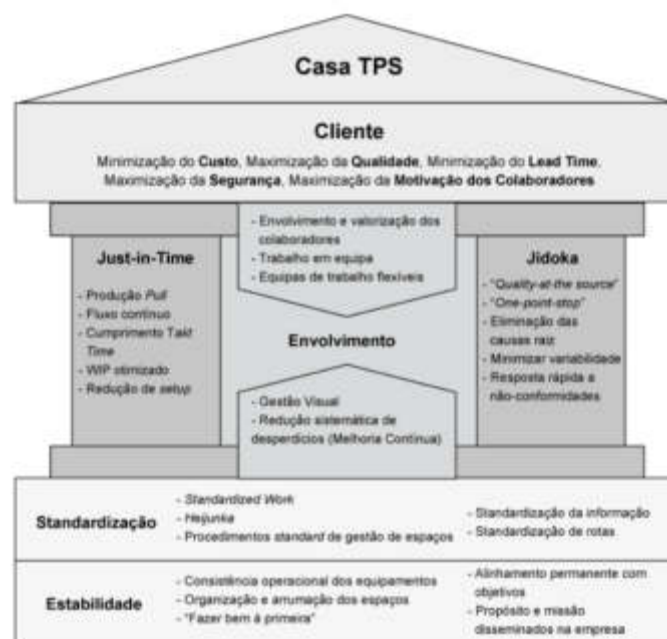 Casa TPS
Cliente
Minimização do Custo, Maximização da Qualidade, Minimização do Lead Time,
Maximização da Segurança, Maximização da Motivação dos Colaboradores
- Envolvimento e valorização dos
colaboradores
- Trabalho em equipa
- Equipas de trabalho flexíveis
Just-in-Time
- Produção Pull
- Fluxo contínuo
- Cumprimento Takt
Time
- WIP otimizado
- Redução de setup
Jidoka
- "Quality-at-the source"
- "One-point-stop"
- Eliminação das
causas raiz
- Minimizar variabilidade
- Resposta rápida a
não-conformidades
Envolvimento
- Gestão Visual
- Redução sistemática de
desperdícios (Melhoria Contínua)
Standardização
- Standardized Work
- Heijunka
- Procedimentos standard de gestão de espaços
- Standardização da informação
- Standardização de rotas
Estabilidade
- Consistência operacional dos equipamentos
- Organização e arrumação dos espaços
- "Fazer bem à primeira"
- Alinhamento permanente com
objetivos
- Propósito e missão
disseminados na empresa